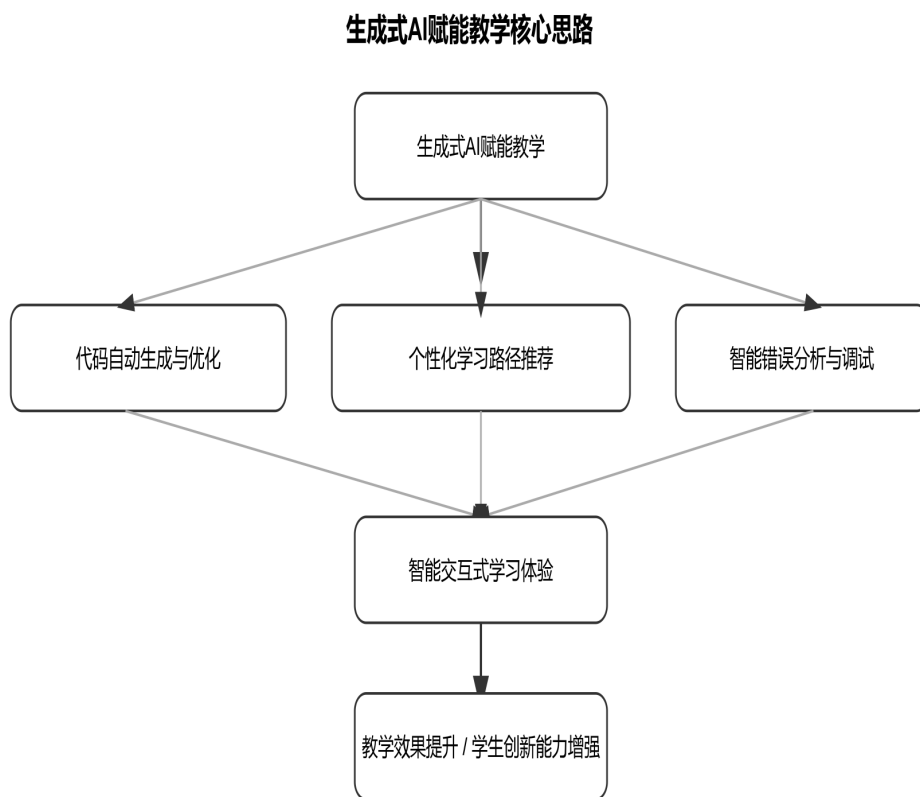 生成式AI赋能教学核心思路
生成式AI赋能教学
代码自动生成与优化
个性化学习路径推荐
智能错误分析与调试
智能交互式学习体验
教学效果提升 / 学生创新能力增强